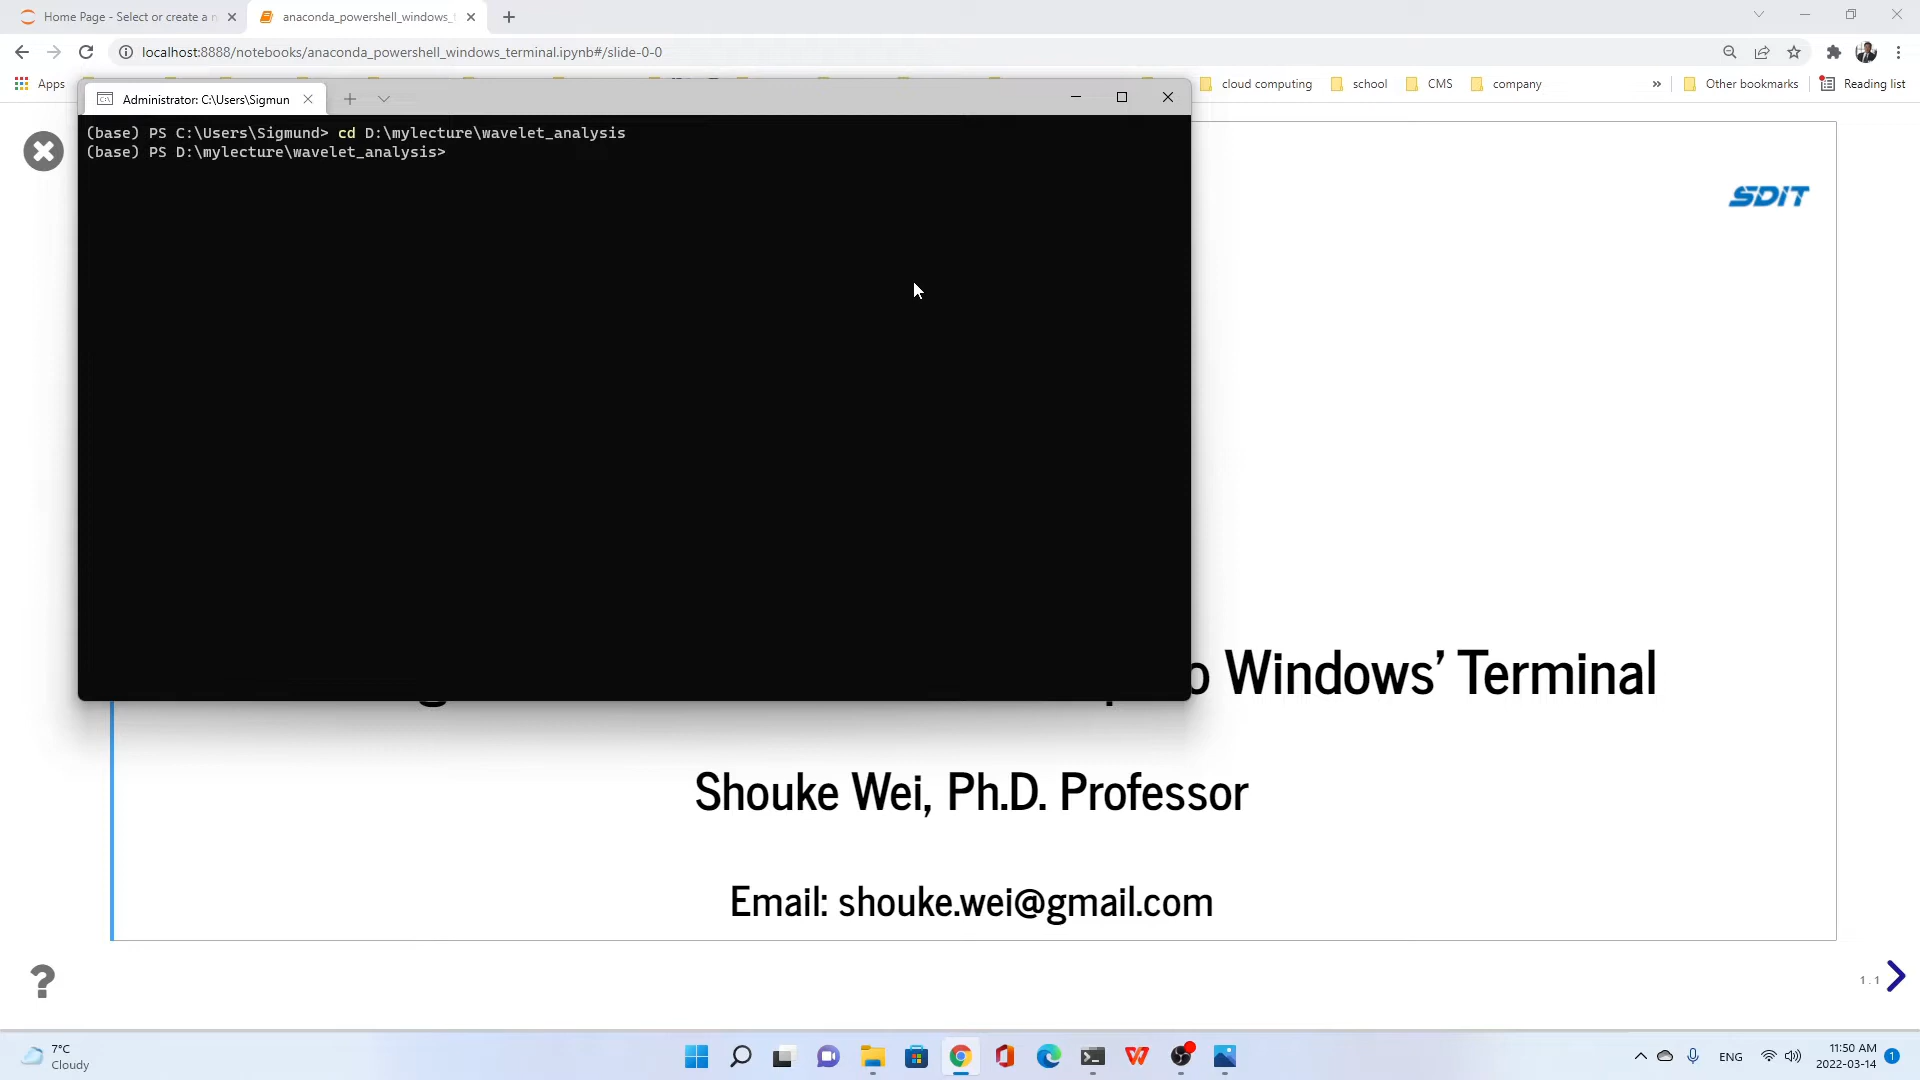 Home Page - Select or create a n
anaconda_powershell_windows_t
localhost:8888/notebooks/anaconda_powershell_windows_terminal.ipynb#/slide-0-0
Apps
cloud computing
school
CMS
company
»
Other bookmarks
Reading list
Administrator: C:\Users\Sigmun
(base) PS C:\Users\Sigmund> cd D:\mylecture\wavelet_analysis
(base) PS D:\mylecture\wavelet_analysis>
SDIT
o Windows’ Terminal
Shouke Wei, Ph.D. Professor
Email: shouke.wei@gmail.com
?
1 . 1
7°C
Cloudy
ENG
11:50 AM
2022-03-14
1